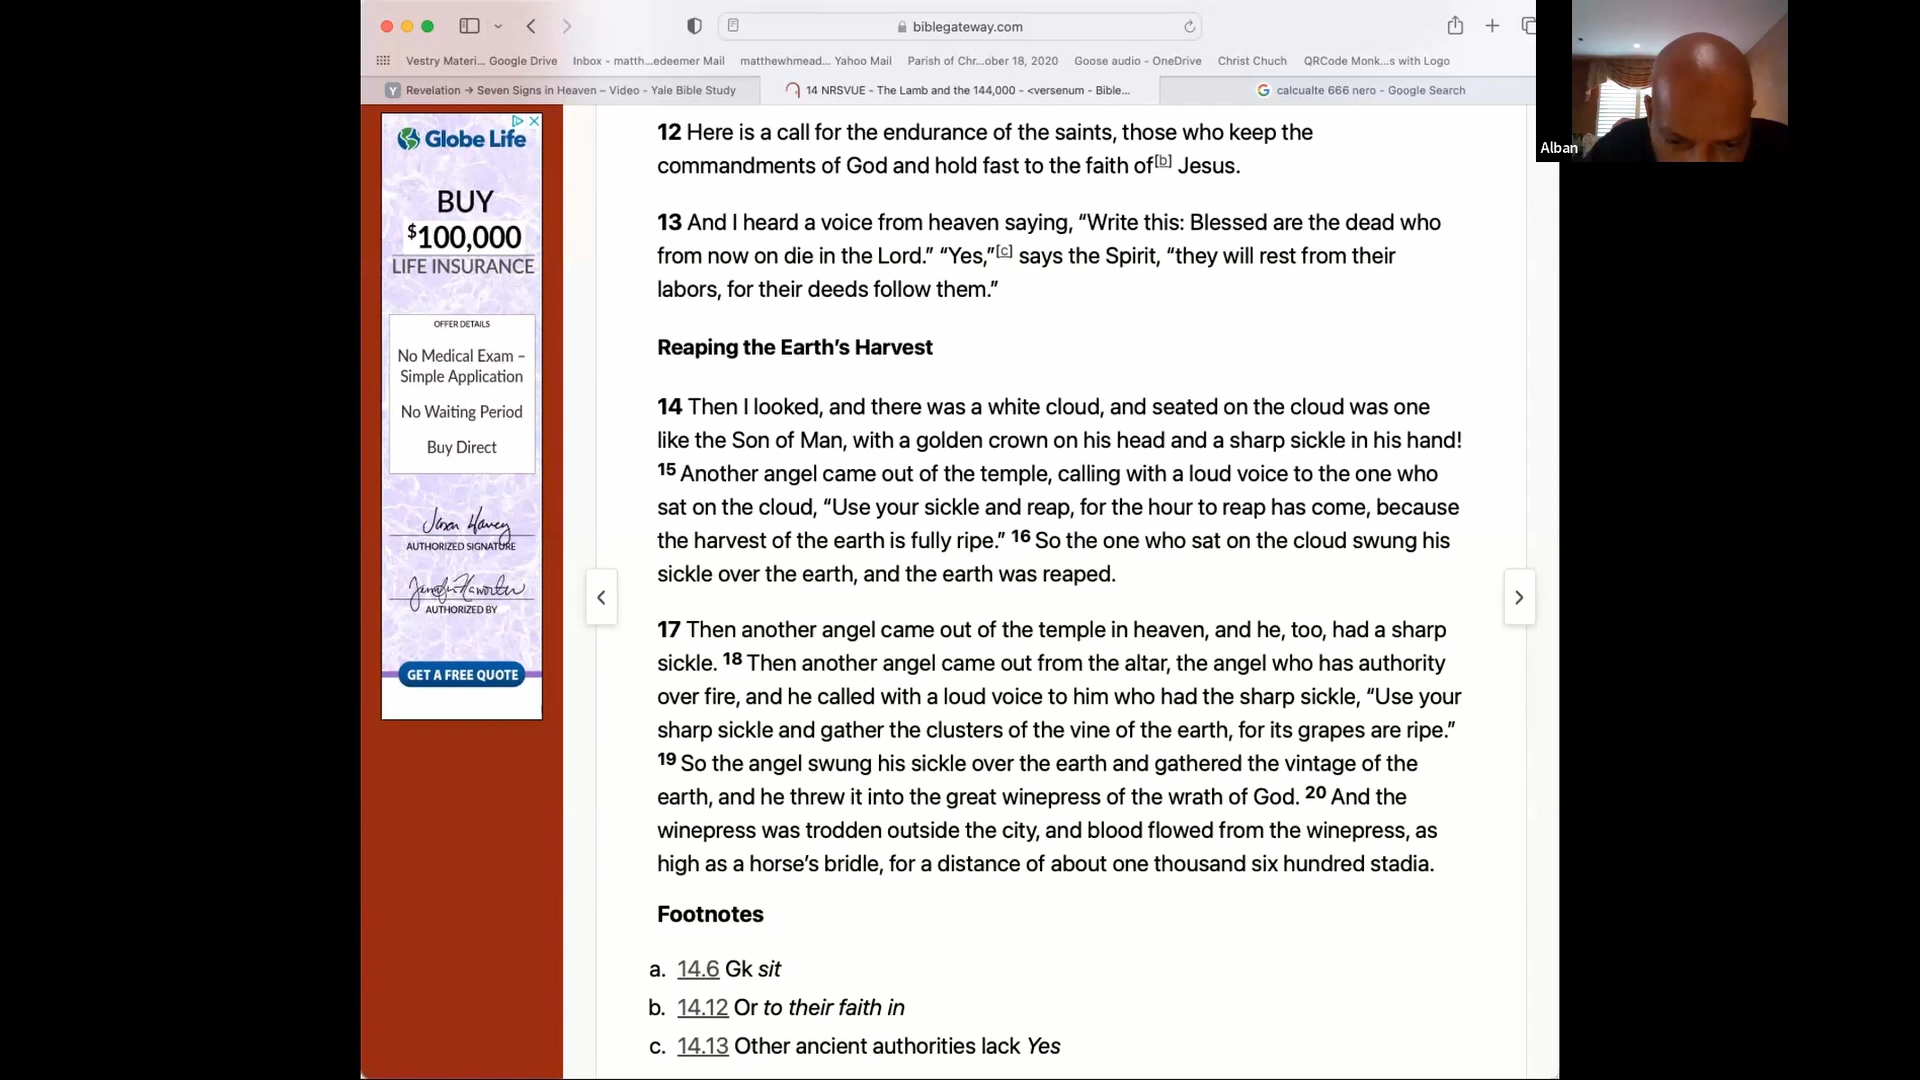 biblegateway.com
Vestry Materi... Google Drive
Inbox - matth...edeemer Mail
matthewhmead... Yahoo Mail
Parish of Chr...ober 18, 2020
Goose audio - OneDrive
Christ Chuch
QRCode Monk...s with Logo
Y
Revelation → Seven Signs in Heaven – Video - Yale Bible Study
14 NRSVUE - The Lamb and the 144,000 - <versenum - Bible...
calcualte 666 nero - Google Search
Alban
Globe Life
BUY
$100,000
LIFE INSURANCE
OFFER DETAILS
No Medical Exam –
Simple Application
No Waiting Period
Buy Direct
AUTHORIZED SIGNATURE
AUTHORIZED BY
GET A FREE QUOTE
12 Here is a call for the endurance of the saints, those who keep the
commandments of God and hold fast to the faith of[b] Jesus.
13 And I heard a voice from heaven saying, “Write this: Blessed are the dead who
from now on die in the Lord.” “Yes,”[c] says the Spirit, “they will rest from their
labors, for their deeds follow them.”
Reaping the Earth’s Harvest
14 Then I looked, and there was a white cloud, and seated on the cloud was one
like the Son of Man, with a golden crown on his head and a sharp sickle in his hand!
15 Another angel came out of the temple, calling with a loud voice to the one who
sat on the cloud, “Use your sickle and reap, for the hour to reap has come, because
the harvest of the earth is fully ripe.” 16 So the one who sat on the cloud swung his
sickle over the earth, and the earth was reaped.
17 Then another angel came out of the temple in heaven, and he, too, had a sharp
sickle. 18 Then another angel came out from the altar, the angel who has authority
over fire, and he called with a loud voice to him who had the sharp sickle, “Use your
sharp sickle and gather the clusters of the vine of the earth, for its grapes are ripe.”
19 So the angel swung his sickle over the earth and gathered the vintage of the
earth, and he threw it into the great winepress of the wrath of God. 20 And the
winepress was trodden outside the city, and blood flowed from the winepress, as
high as a horse’s bridle, for a distance of about one thousand six hundred stadia.
Footnotes
a. 14.6 Gk sit
b. 14.12 Or to their faith in
c. 14.13 Other ancient authorities lack Yes